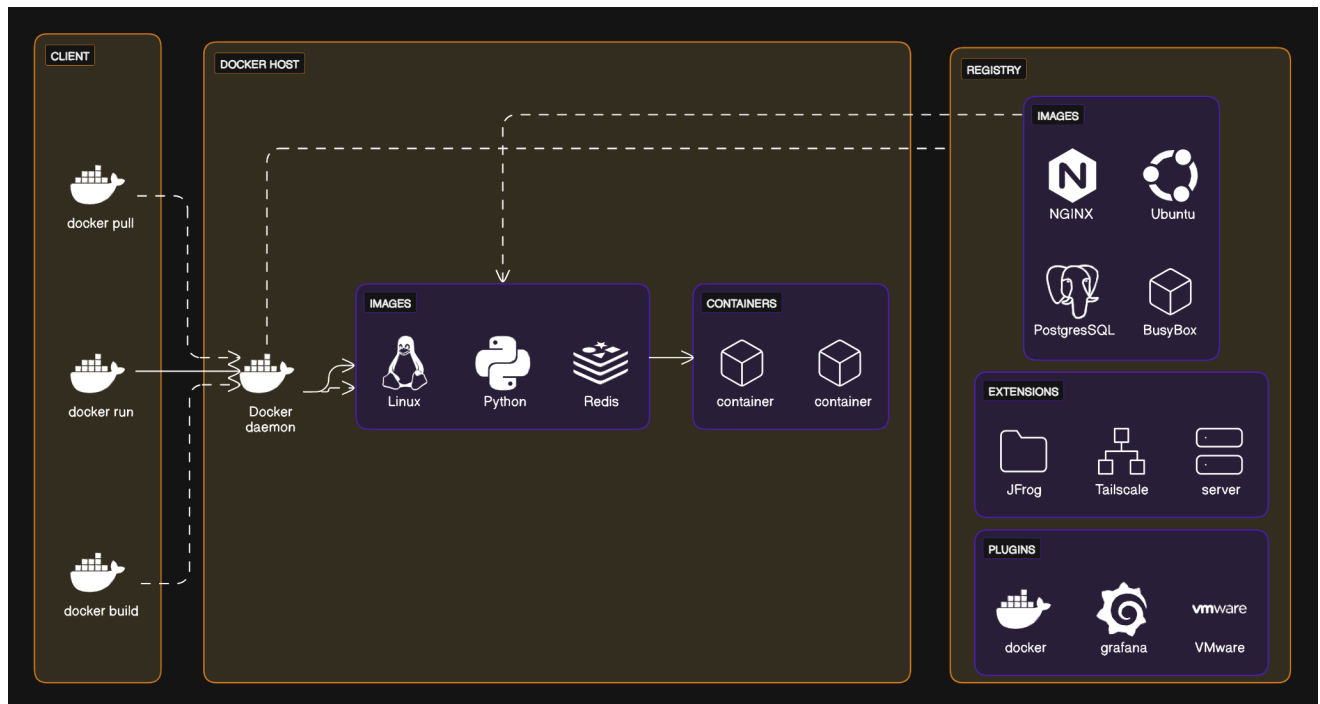 CLIENT
docker pull
docker run
docker build
DOCKER HOST
Docker
daemon
IMAGES
Linux
Python
Redis
CONTAINERS
container
container
REGISTRY
IMAGES
NGINX
Ubuntu
PostgresSQL
BusyBox
EXTENSIONS
JFrog
Tailscale
server
PLUGINS
docker
grafana
vmware
VMware